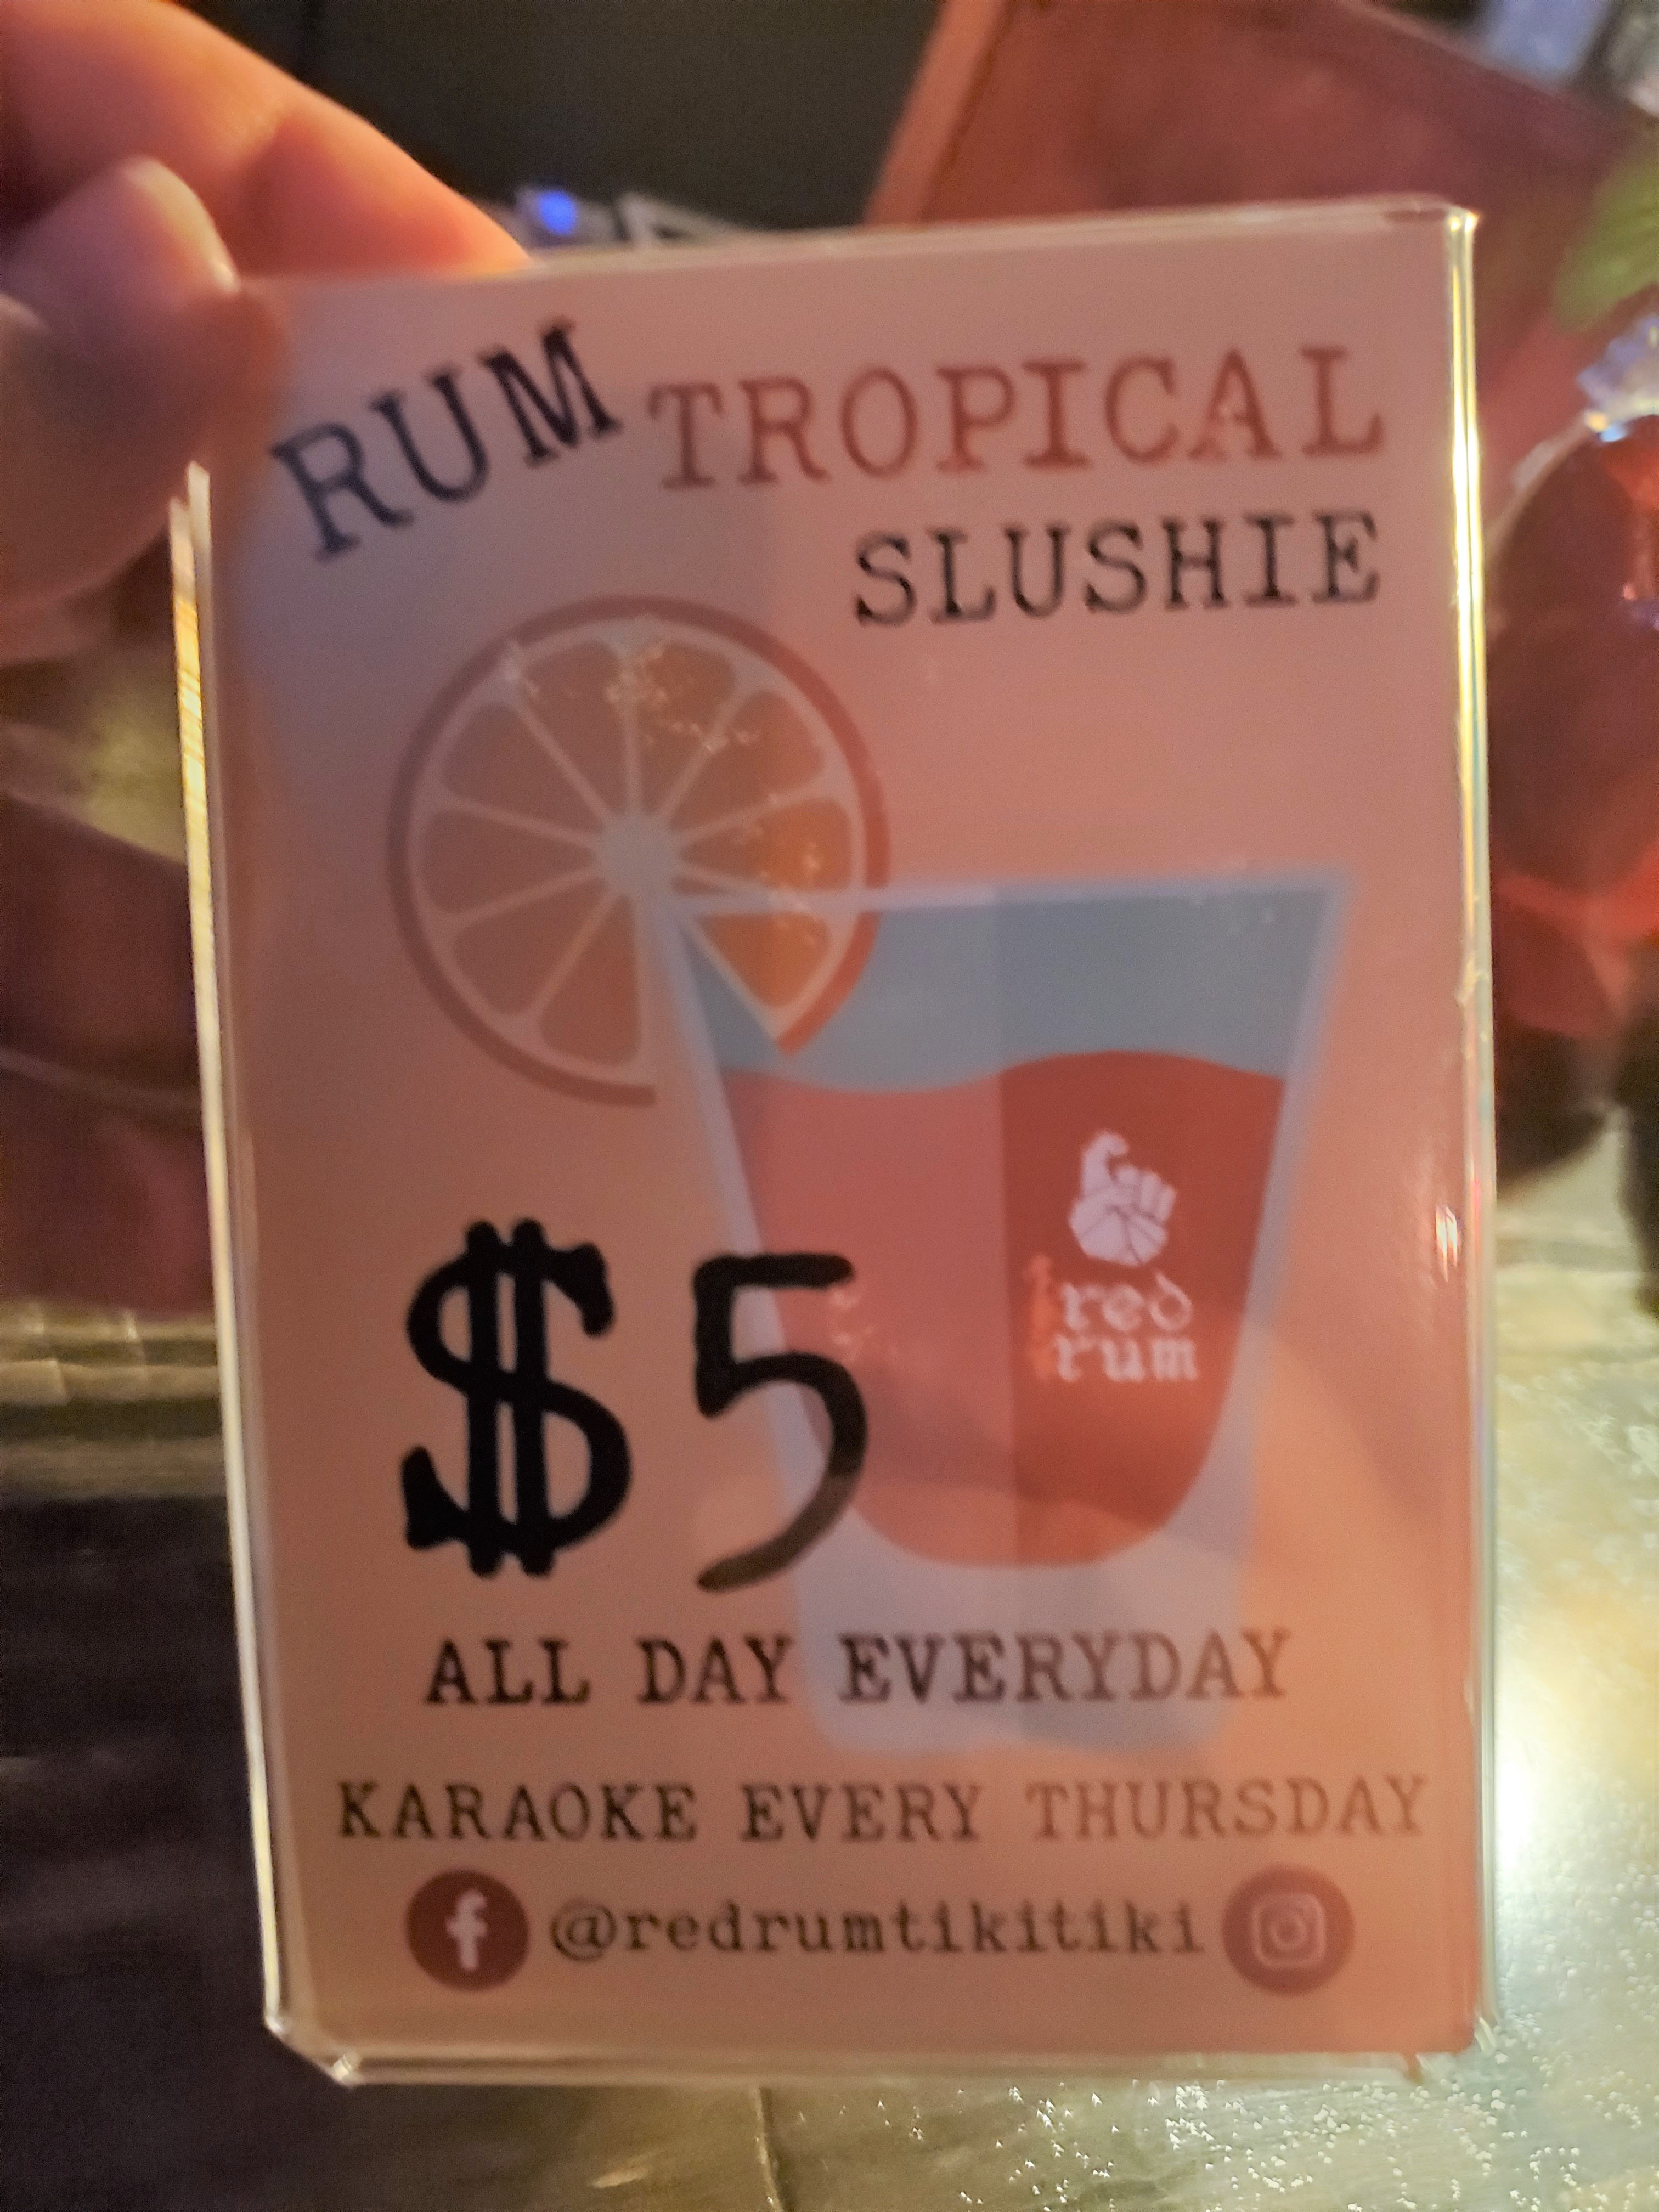 RUM TROPICAL
SLUSHIE
red
rum
$5
ALL DAY EVERYDAY
KARAOKE EVERY THURSDAY
f @redrumtikitiki